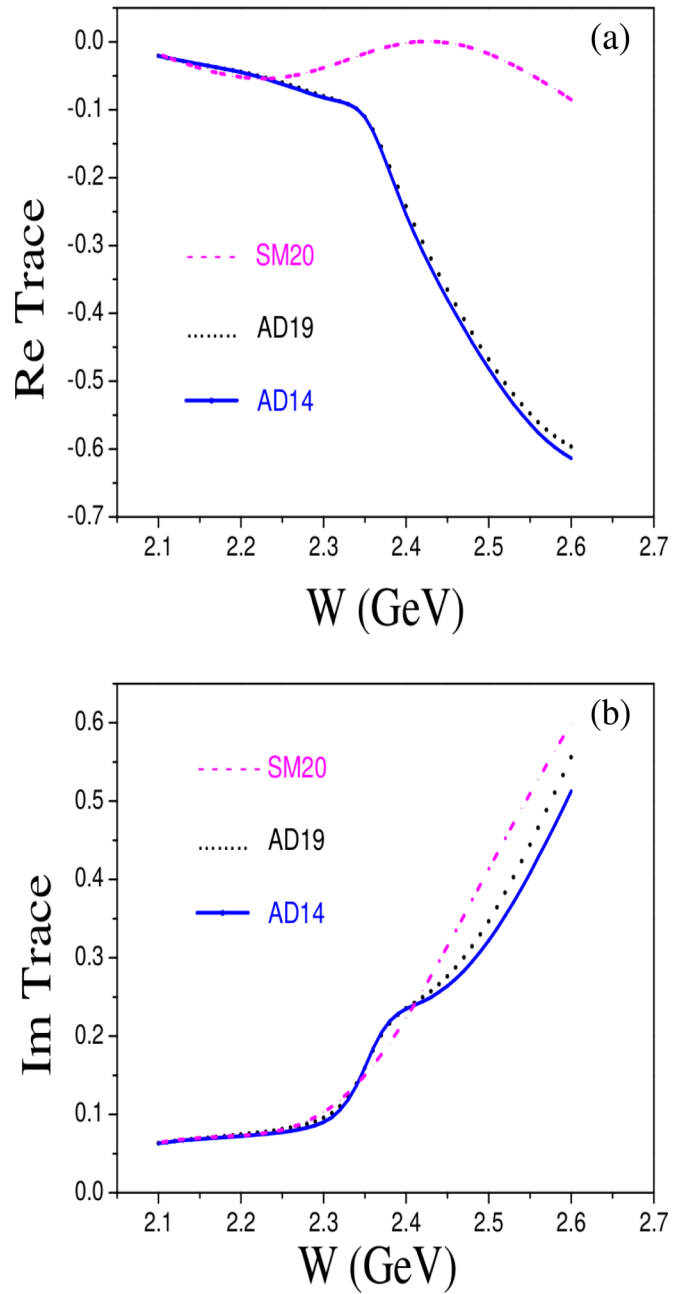 (a)
0.0
-0.1
-0.2
-0.3
-0.4
-0.5
-0.6
-0.7
Re Trace
SM20
AD19
AD14
2.1 2.2 2.3 2.4 2.5 2.6 2.7
W (GeV)
(b)
0.6
0.5
0.4
0.3
0.2
0.1
0.0
Im Trace
SM20
AD19
AD14
2.1 2.2 2.3 2.4 2.5 2.6 2.7
W (GeV)